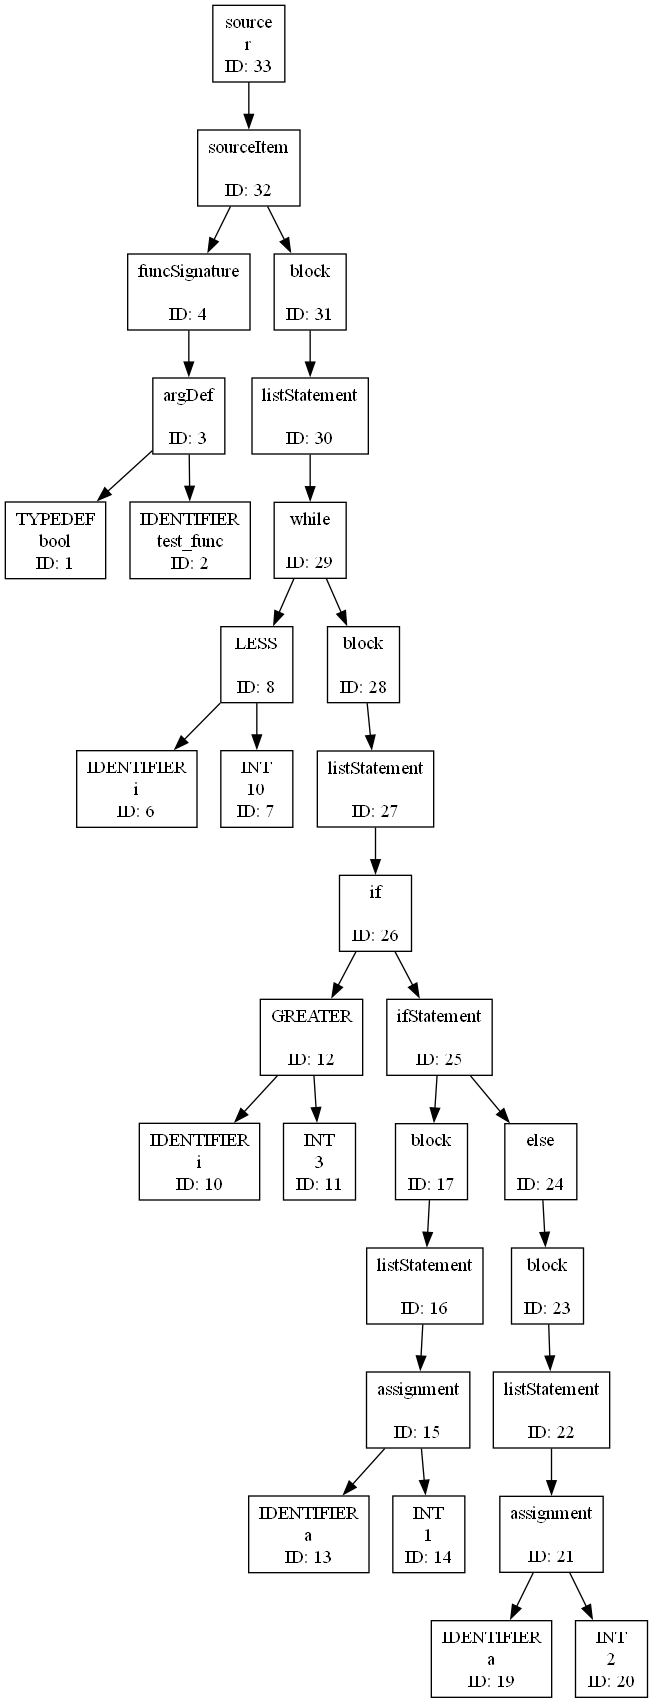 source
r
ID: 33
sourceItem
ID: 32
funcSignature
ID: 4
block
ID: 31
argDef
ID: 3
listStatement
ID: 30
TYPEDEF
bool
ID: 1
IDENTIFIER
test_func
ID: 2
while
ID: 29
LESS
ID: 8
block
ID: 28
IDENTIFIER
i
ID: 6
INT
10
ID: 7
listStatement
ID: 27
if
ID: 26
GREATER
ID: 12
ifStatement
ID: 25
IDENTIFIER
i
ID: 10
INT
3
ID: 11
block
ID: 17
else
ID: 24
listStatement
ID: 16
block
ID: 23
assignment
ID: 15
listStatement
ID: 22
IDENTIFIER
a
ID: 13
INT
1
ID: 14
assignment
ID: 21
IDENTIFIER
a
ID: 19
INT
2
ID: 20